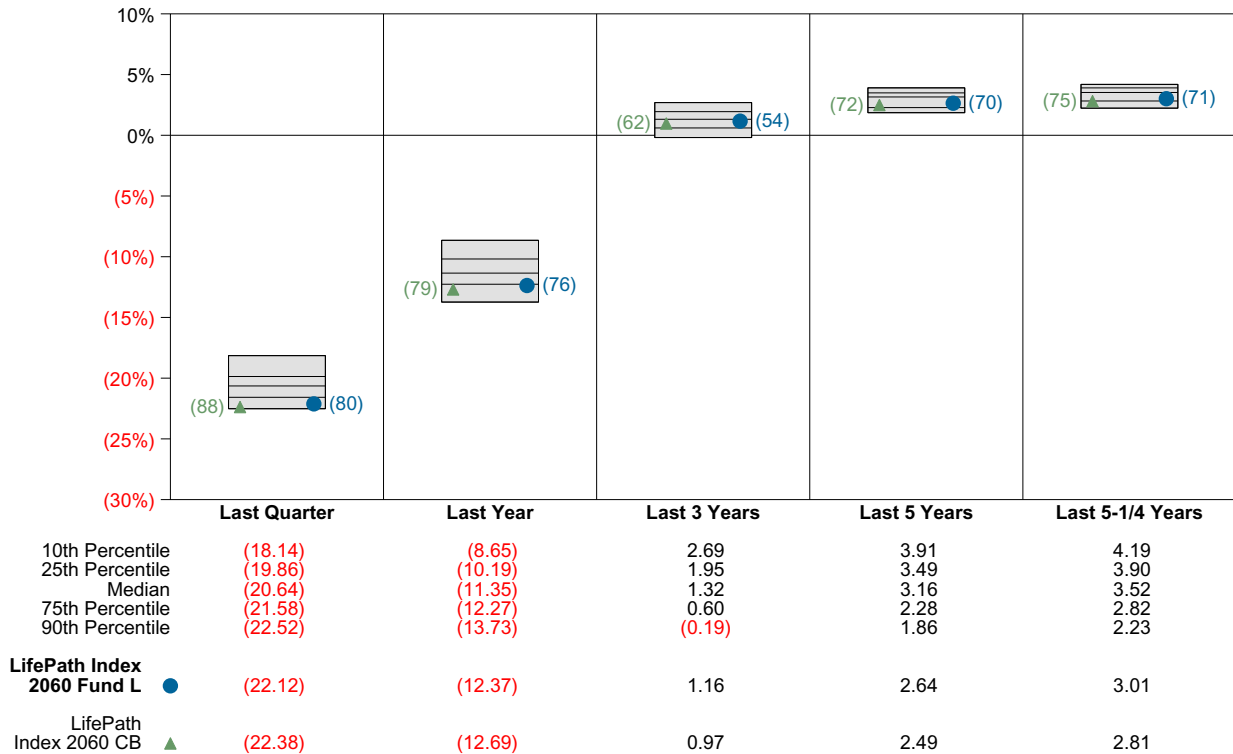 10%
5%
0%
(5%)
(10%)
(15%)
(20%)
(25%)
(30%)
(88) (80)
(79) (76)
(62) (54)
(72) (70)
(75) (71)
Last Quarter Last Year Last 3 Years Last 5 Years Last 5-1/4 Years
10th Percentile (18.14) (8.65) 2.69 3.91 4.19
25th Percentile (19.86) (10.19) 1.95 3.49 3.90
Median (20.64) (11.35) 1.32 3.16 3.52
75th Percentile (21.58) (12.27) 0.60 2.28 2.82
90th Percentile (22.52) (13.73) (0.19) 1.86 2.23
LifePath Index
2060 Fund L (22.12) (12.37) 1.16 2.64 3.01
LifePath
Index 2060 CB (22.38) (12.69) 0.97 2.49 2.81